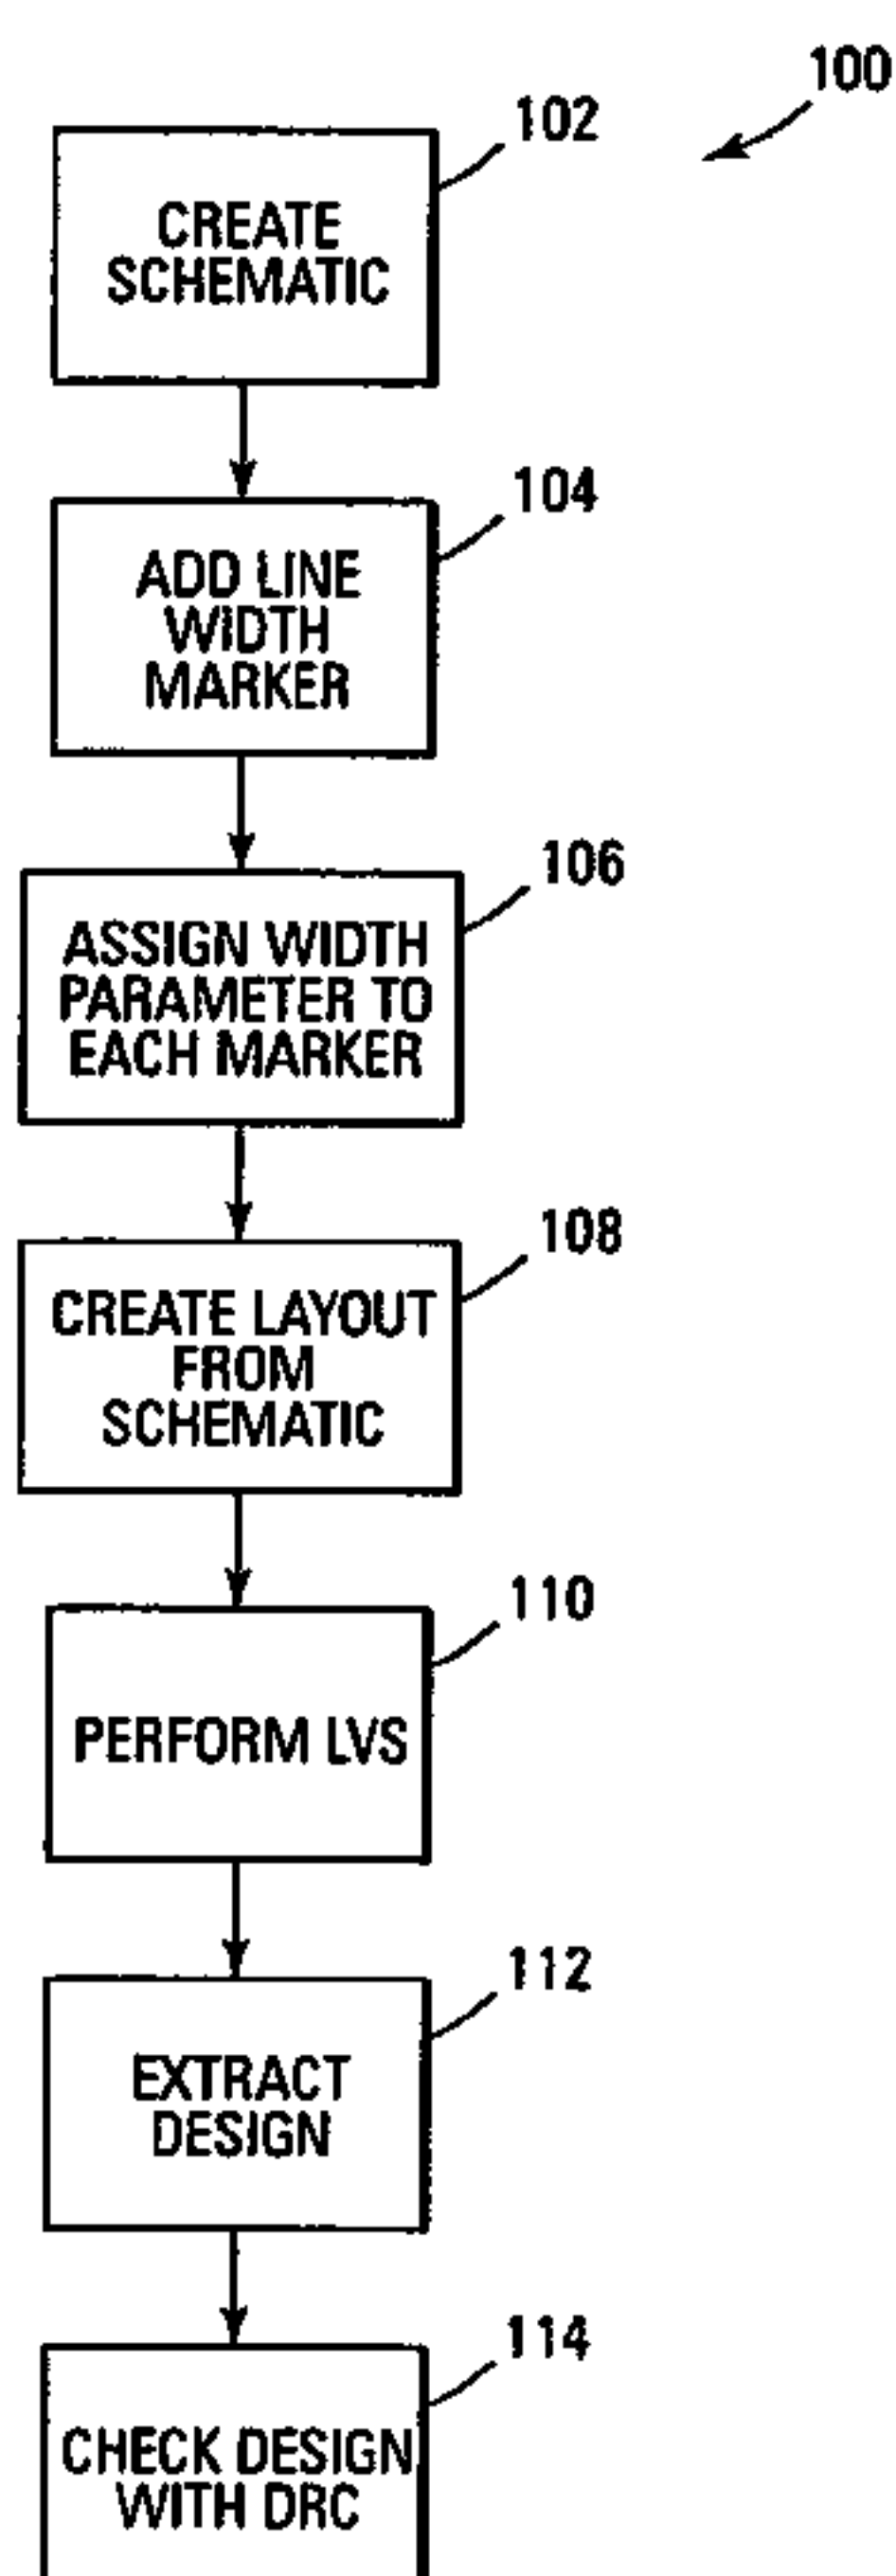 100
102
CREATE
SCHEMATIC
104
ADD LINE
WIDTH
MARKER
106
ASSIGN WIDTH
PARAMETER TO
EACH MARKER
108
CREATE LAYOUT
FROM
SCHEMATIC
110
PERFORM LVS
112
EXTRACT
DESIGN
114
CHECK DESIGN
WITH DRC